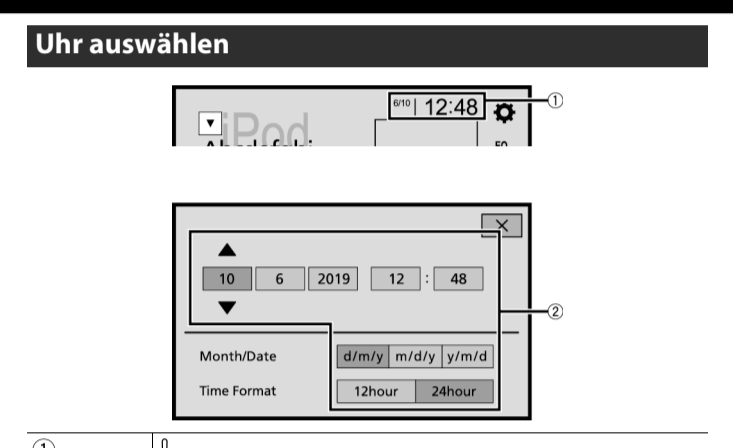 Uhr auswählen
6/10 12:48 ①
▼ iPod
10 6 2019 12 : 48
②
Month/Date d/m/y m/d/y y/m/d
Time Format 12hour 24hour
①